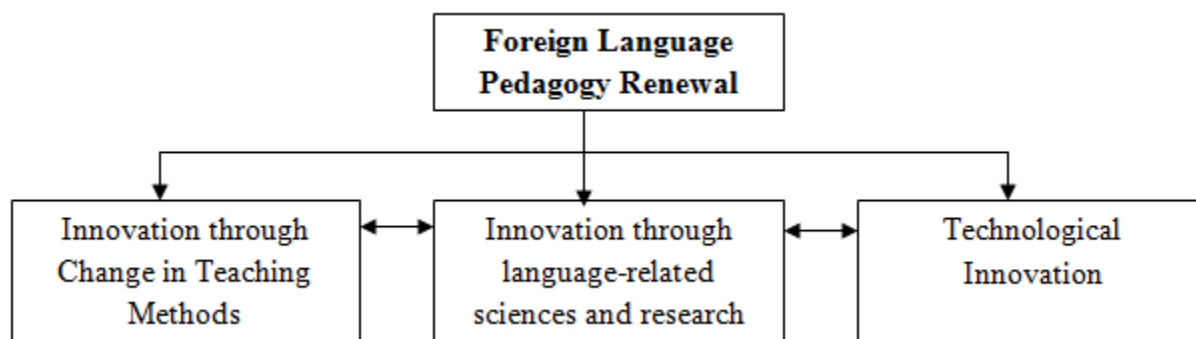 Foreign Language
Pedagogy Renewal
Innovation through
Change in Teaching
Methods
Innovation through
language-related
sciences and research
Technological
Innovation